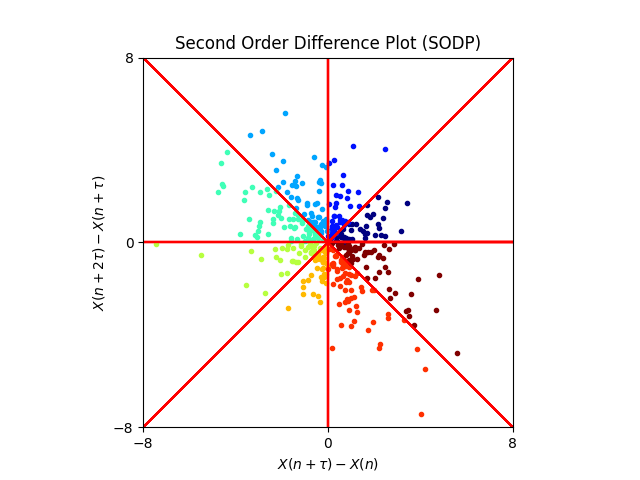 Second Order Difference Plot (SODP)
8
0
−8
X(n + 2τ) − X(n + τ)
−8 0 8
X(n + τ) − X(n)